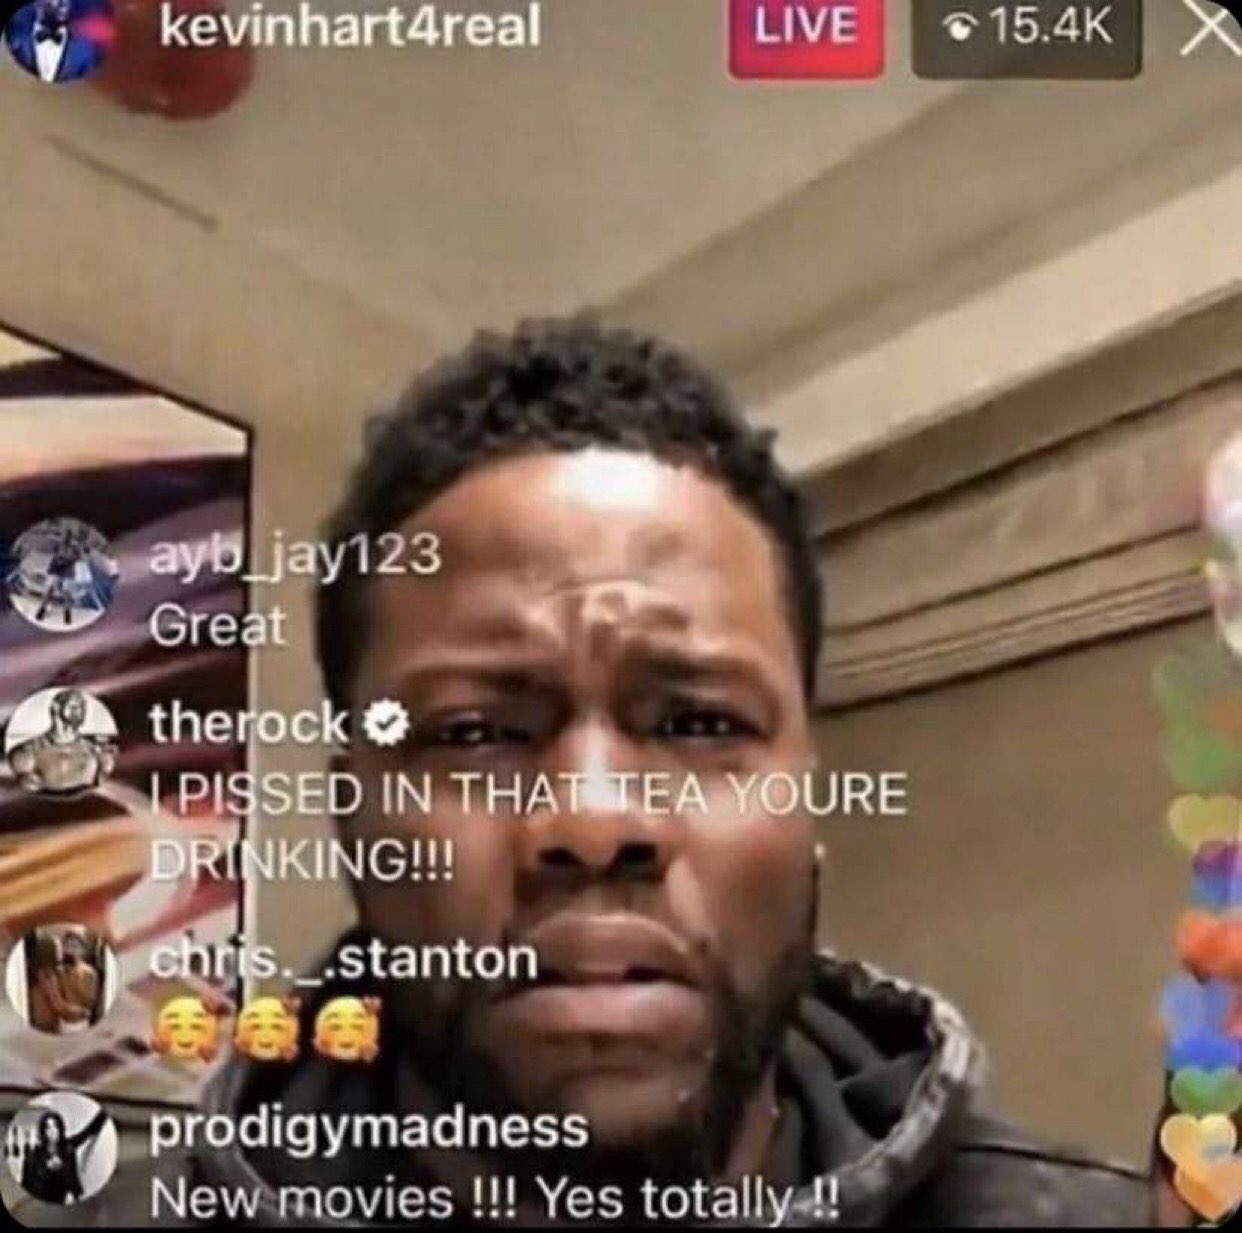 kevinhart4real
LIVE
15.4K
ayb_jay123
Great
therock
I PISSED IN THAT TEA YOURE
DRINKING!!!
chris._.stanton
🥰🥰🥰
prodigymadness
New movies !!! Yes totally !!